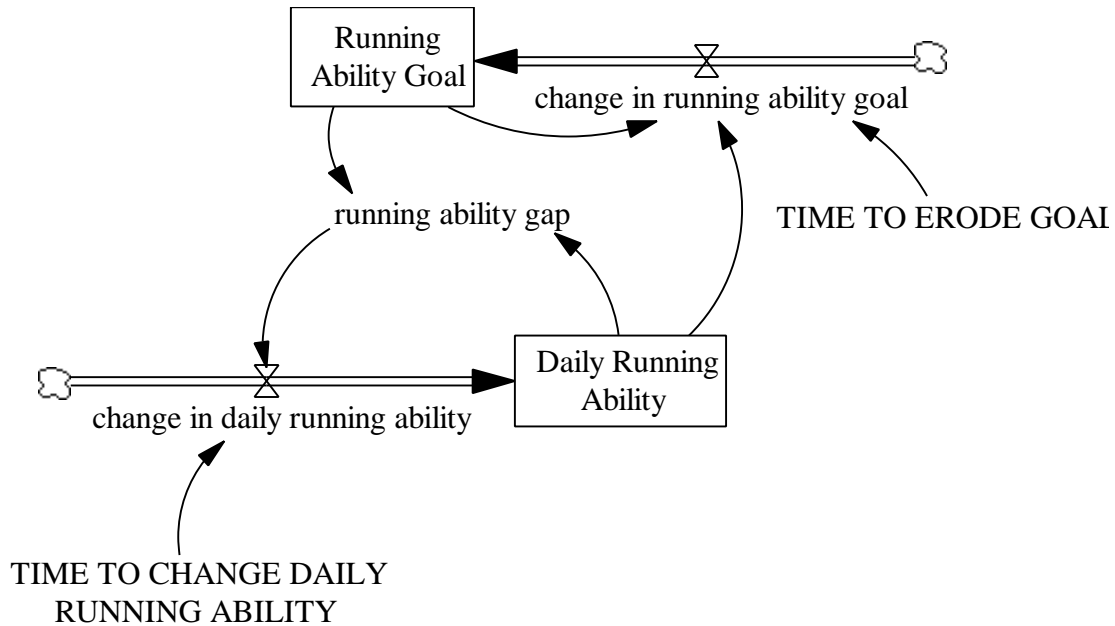 Running
Ability Goal
change in running ability goal
running ability gap
TIME TO ERODE GOAL
Daily Running
Ability
change in daily running ability
TIME TO CHANGE DAILY
RUNNING ABILITY